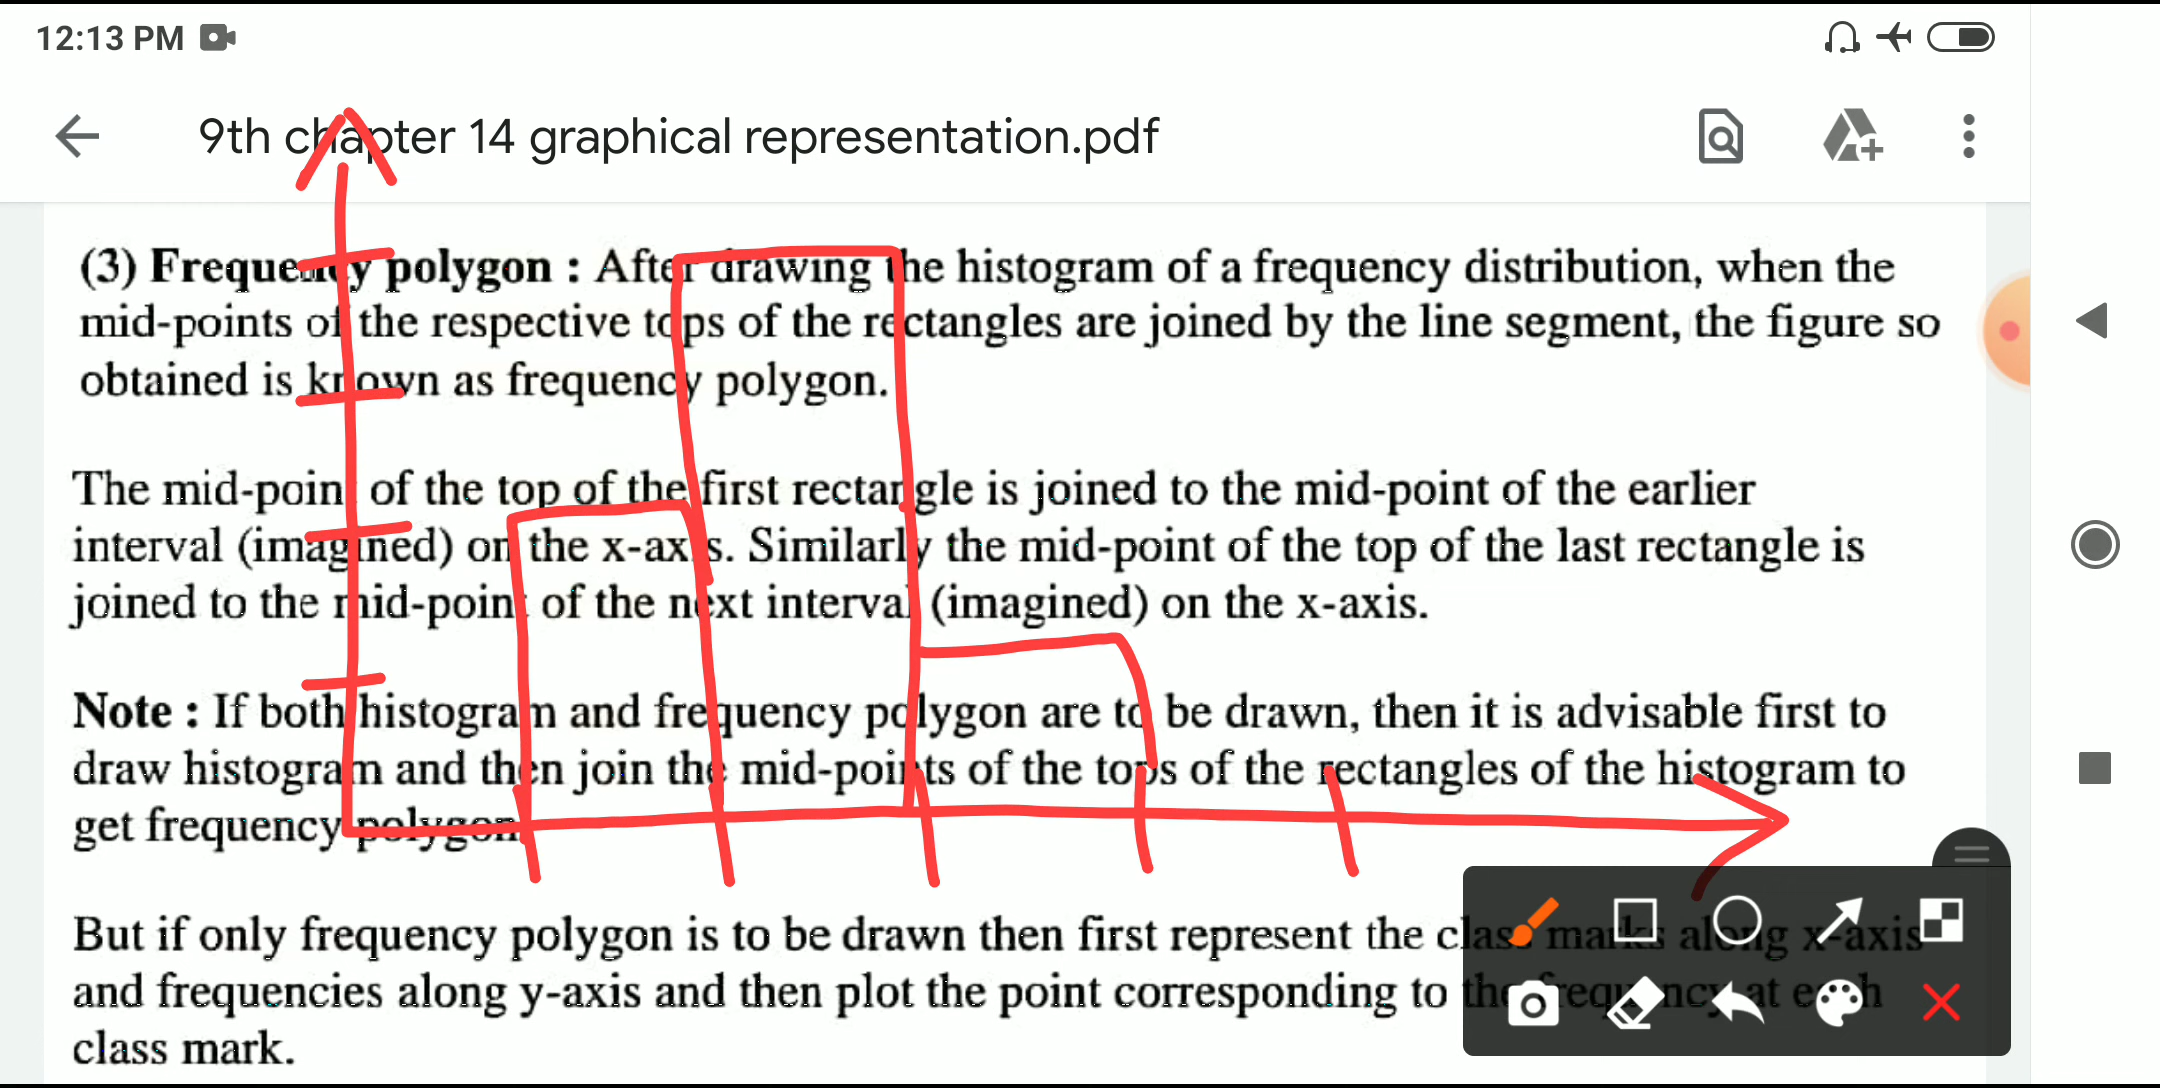 12:13 PM
9th chapter 14 graphical representation.pdf
(3) Frequency polygon : After drawing the histogram of a frequency distribution, when the
mid-points of the respective tops of the rectangles are joined by the line segment, the figure so
obtained is known as frequency polygon.
The mid-point of the top of the first rectangle is joined to the mid-point of the earlier
interval (imagined) on the x-axis. Similarly the mid-point of the top of the last rectangle is
joined to the mid-point of the next interval (imagined) on the x-axis.
Note : If both histogram and frequency polygon are to be drawn, then it is advisable first to
draw histogram and then join the mid-points of the tops of the rectangles of the histogram to
get frequency polygon
But if only frequency polygon is to be drawn then first represent the class marks along x-axis
and frequencies along y-axis and then plot the point corresponding to the frequency at each
class mark.